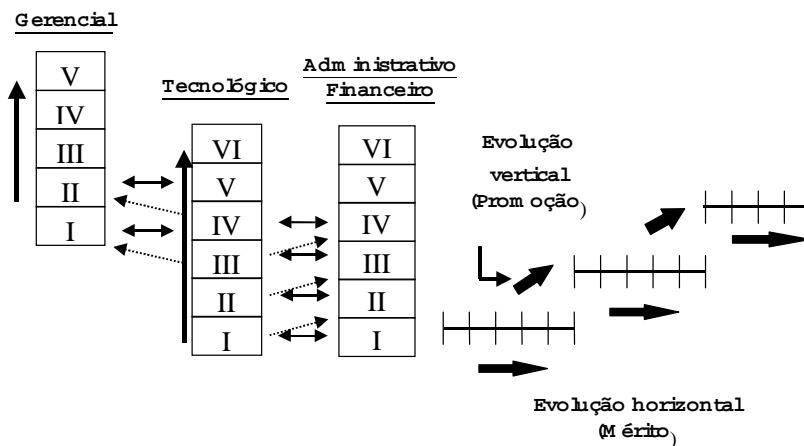 Gerencial
V
IV
III
II
I
Tecnológico
VI
V
IV
III
II
I
Administrativo
Financeiro
VI
V
IV
III
II
I
Evolução
vertical
(Promoção)
Evolução horizontal
(Mérito)